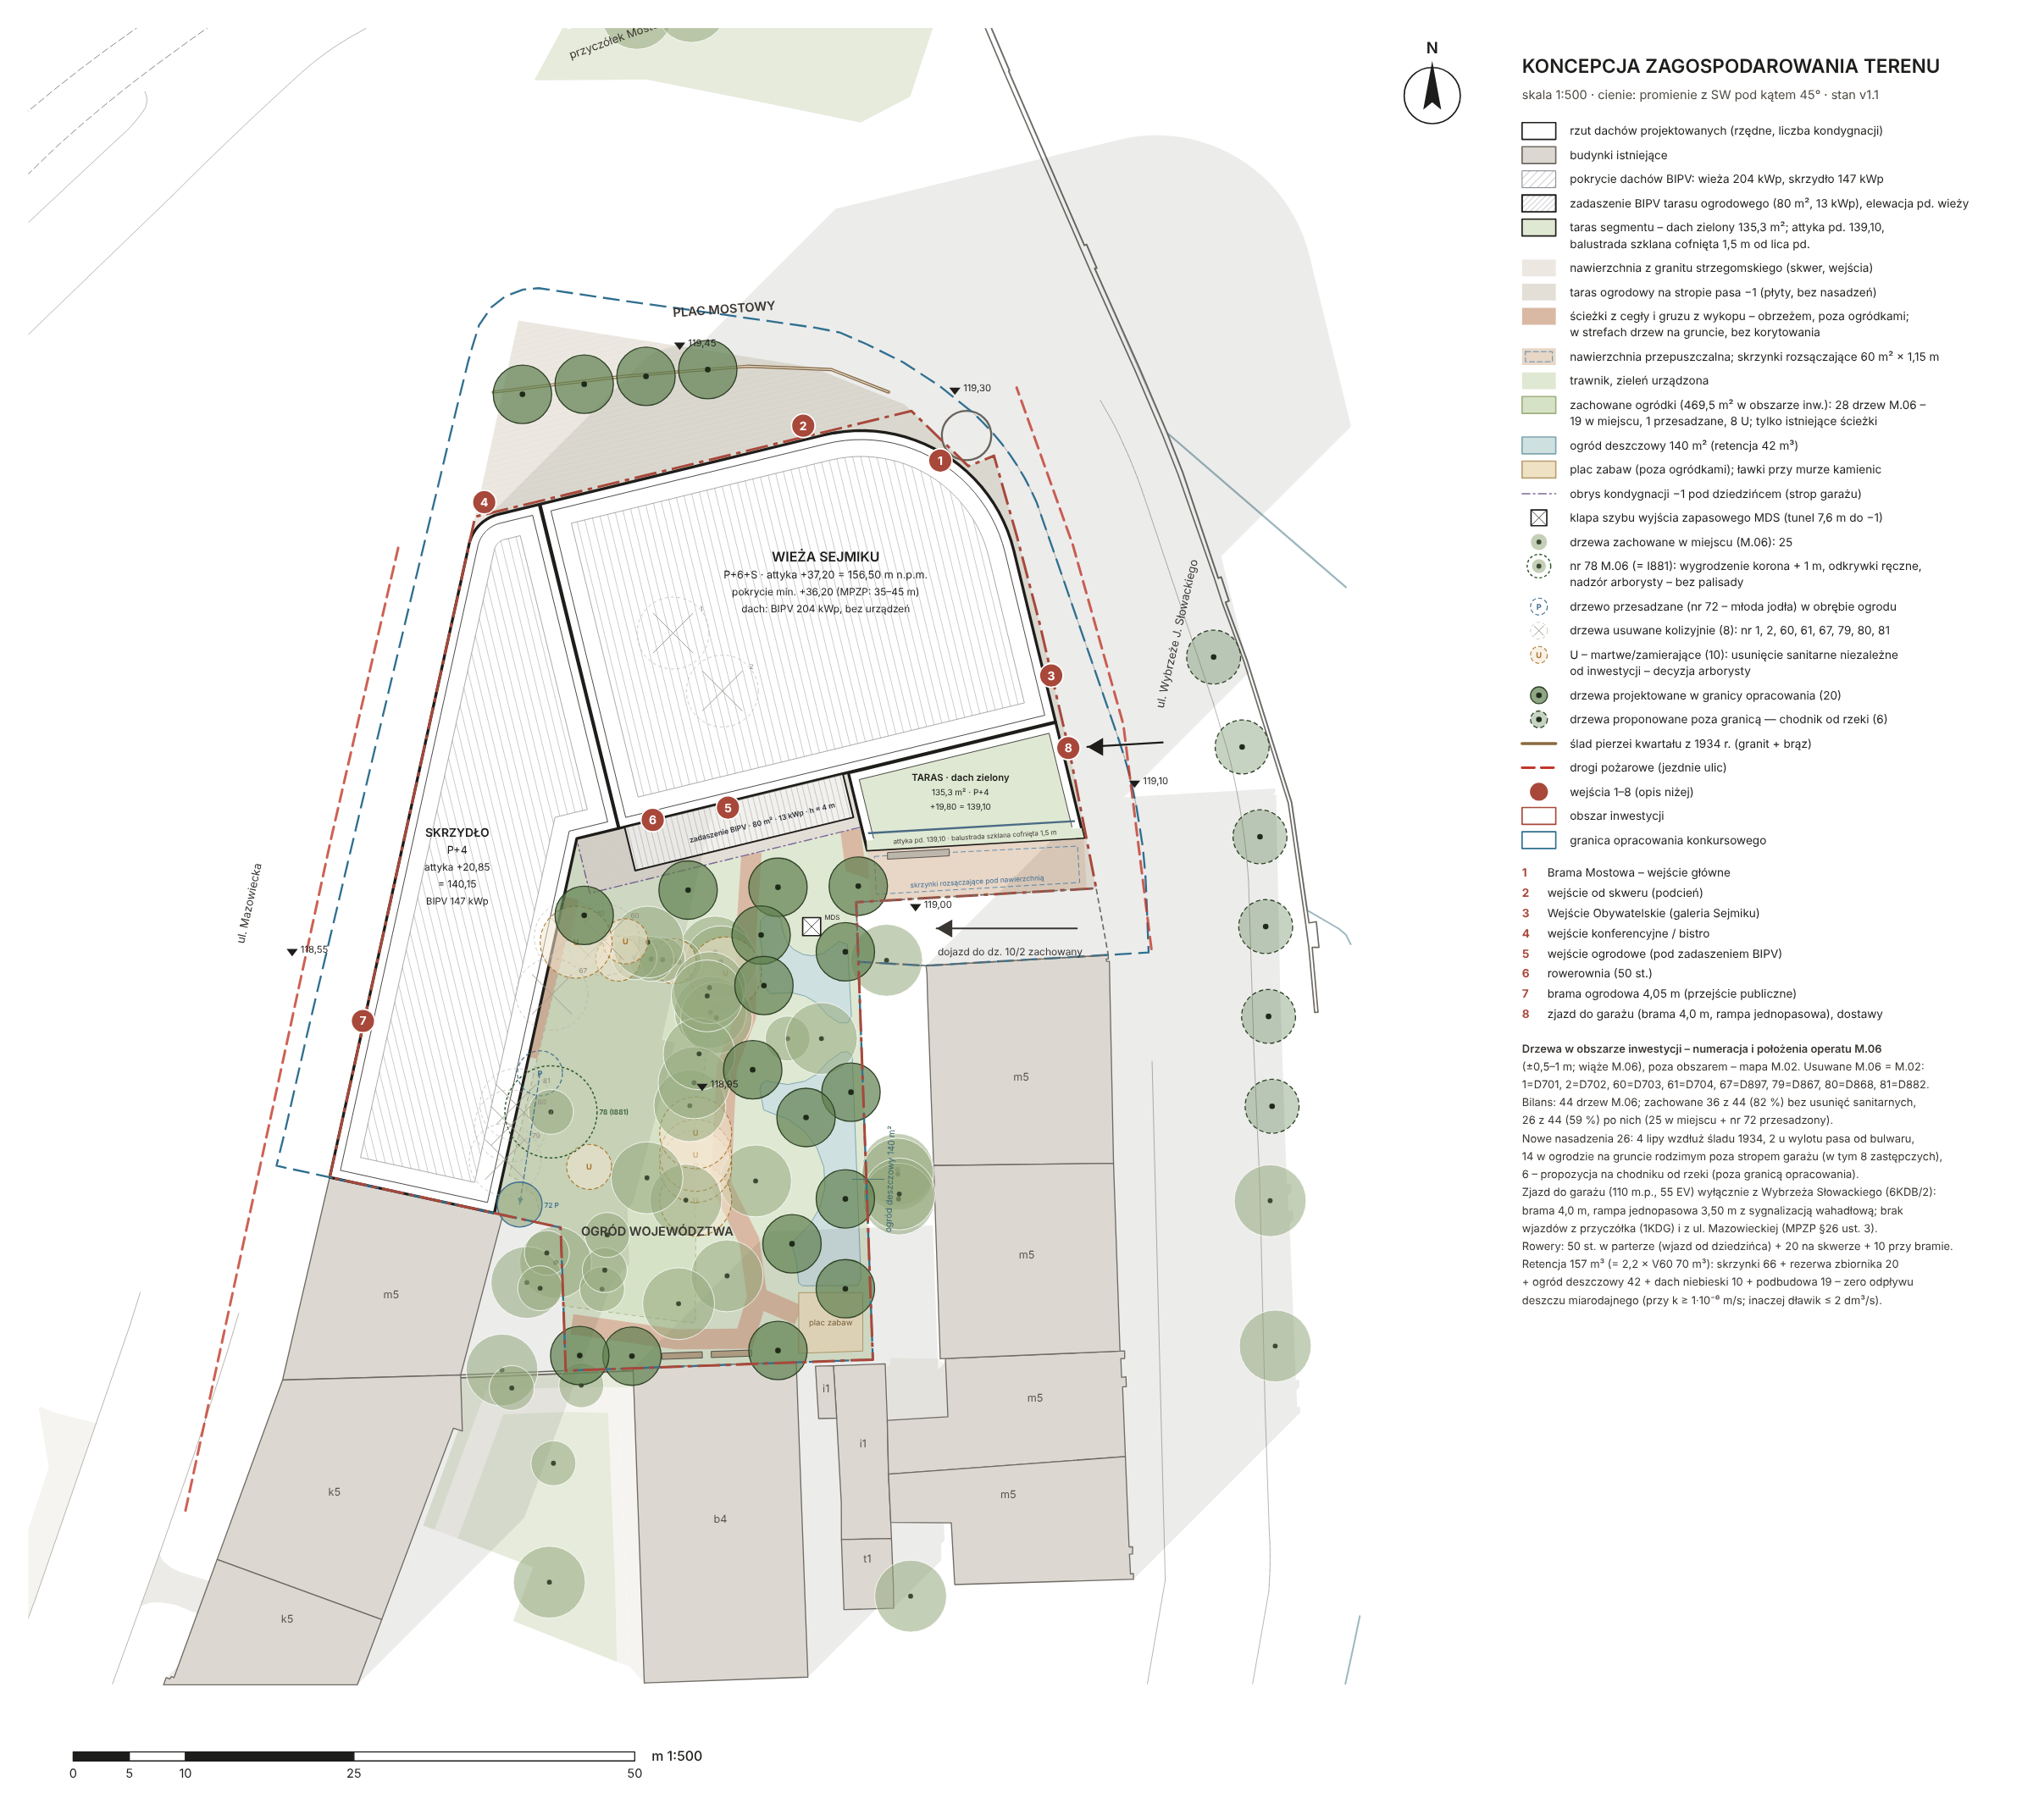 przyczółek
N
PLAC MOSTOWY
119,45
119,30
2
1
4
WIEŻA SEJMIKU
P+6+S · attyka +37,20 = 156,50 m n.p.m.
pokrycie min. +36,20 (MPZP: 35–45 m)
dach: BIPV 204 kWp, bez urządzeń
1
2
ul. Wybrzeże J. Słowackiego
3
8
119,10
TARAS · dach zielony
135,3 m² · P+4
+19,80 = 139,10
attyka pd. 139,10 · balustrada szklana cofnięta 1,5 m
5
6
zadaszenie BIPV · 80 m² · 13 kWp · h = 4 m
SKRZYDŁO
P+4
attyka +20,85
= 140,15
BIPV 147 kWp
ul. Mazowiecka
118,55
skrzynki rozsączające pod nawierzchnią
119,00
MDS
dojazd do dz. 10/2 zachowany
60
U
67
7
118,95
P
81
78 (I881)
79
U
U
U
P
72 P
ogród deszczowy 140 m²
OGRÓD WOJEWÓDZTWA
plac zabaw
m5
m5
m5
m5
m5
k5
k5
b4
i1
i1
t1
0 5 10 25 50
m 1:500
KONCEPCJA ZAGOSPODAROWANIA TERENU
skala 1:500 · cienie: promienie z SW pod kątem 45° · stan v1.1
rzut dachów projektowanych (rzędne, liczba kondygnacji)
budynki istniejące
pokrycie dachów BIPV: wieża 204 kWp, skrzydło 147 kWp
zadaszenie BIPV tarasu ogrodowego (80 m², 13 kWp), elewacja pd. wieży
taras segmentu – dach zielony 135,3 m²; attyka pd. 139,10,
balustrada szklana cofnięta 1,5 m od lica pd.
nawierzchnia z granitu strzegomskiego (skwer, wejścia)
taras ogrodowy na stropie pasa −1 (płyty, bez nasadzeń)
ścieżki z cegły i gruzu z wykopu – obrzeżem, poza ogródkami;
w strefach drzew na gruncie, bez korytowania
nawierzchnia przepuszczalna; skrzynki rozsączające 60 m² × 1,15 m
trawnik, zieleń urządzona
zachowane ogródki (469,5 m² w obszarze inw.): 28 drzew M.06 –
19 w miejscu, 1 przesadzane, 8 U; tylko istniejące ścieżki
ogród deszczowy 140 m² (retencja 42 m³)
plac zabaw (poza ogródkami); ławki przy murze kamienic
obrys kondygnacji −1 pod dziedzińcem (strop garażu)
klapa szybu wyjścia zapasowego MDS (tunel 7,6 m do −1)
drzewa zachowane w miejscu (M.06): 25
nr 78 M.06 (= I881): wygrodzenie korona + 1 m, odkrywki ręczne,
nadzór arborysty – bez palisady
P drzewo przesadzane (nr 72 – młoda jodła) w obrębie ogrodu
drzewa usuwane kolizyjnie (8): nr 1, 2, 60, 61, 67, 79, 80, 81
U U – martwe/zamierające (10): usunięcie sanitarne niezależne
od inwestycji – decyzja arborysty
drzewa projektowane w granicy opracowania (20)
drzewa proponowane poza granicą — chodnik od rzeki (6)
ślad pierzei kwartału z 1934 r. (granit + brąz)
drogi pożarowe (jezdnie ulic)
wejścia 1–8 (opis niżej)
obszar inwestycji
granica opracowania konkursowego
1 Brama Mostowa – wejście główne
2 wejście od skweru (podcień)
3 Wejście Obywatelskie (galeria Sejmiku)
4 wejście konferencyjne / bistro
5 wejście ogrodowe (pod zadaszeniem BIPV)
6 rowerownia (50 st.)
7 brama ogrodowa 4,05 m (przejście publiczne)
8 zjazd do garażu (brama 4,0 m, rampa jednopasowa), dostawy
Drzewa w obszarze inwestycji – numeracja i położenia operatu M.06
(±0,5–1 m; wiąże M.06), poza obszarem – mapa M.02. Usuwane M.06 = M.02:
1=D701, 2=D702, 60=D703, 61=D704, 67=D897, 79=D867, 80=D868, 81=D882.
Bilans: 44 drzew M.06; zachowane 36 z 44 (82 %) bez usunięć sanitarnych,
26 z 44 (59 %) po nich (25 w miejscu + nr 72 przesadzony).
Nowe nasadzenia 26: 4 lipy wzdłuż śladu 1934, 2 u wylotu pasa od bulwaru,
14 w ogrodzie na gruncie rodzimym poza stropem garażu (w tym 8 zastępczych),
6 – propozycja na chodniku od rzeki (poza granicą opracowania).
Zjazd do garażu (110 m.p., 55 EV) wyłącznie z Wybrzeża Słowackiego (6KDB/2):
brama 4,0 m, rampa jednopasowa 3,50 m z sygnalizacją wahadłową; brak
wjazdów z przyczółka (1KDG) i z ul. Mazowieckiej (MPZP §26 ust. 3).
Rowery: 50 st. w parterze (wjazd od dziedzińca) + 20 na skwerze + 10 przy bramie.
Retencja 157 m³ (= 2,2 × V60 70 m³): skrzynki 66 + rezerwa zbiornika 20
+ ogród deszczowy 42 + dach niebieski 10 + podbudowa 19 – zero odpływu
deszczu miarodajnego (przy k ≥ 1·10⁻⁶ m/s; inaczej dławik ≤ 2 dm³/s).